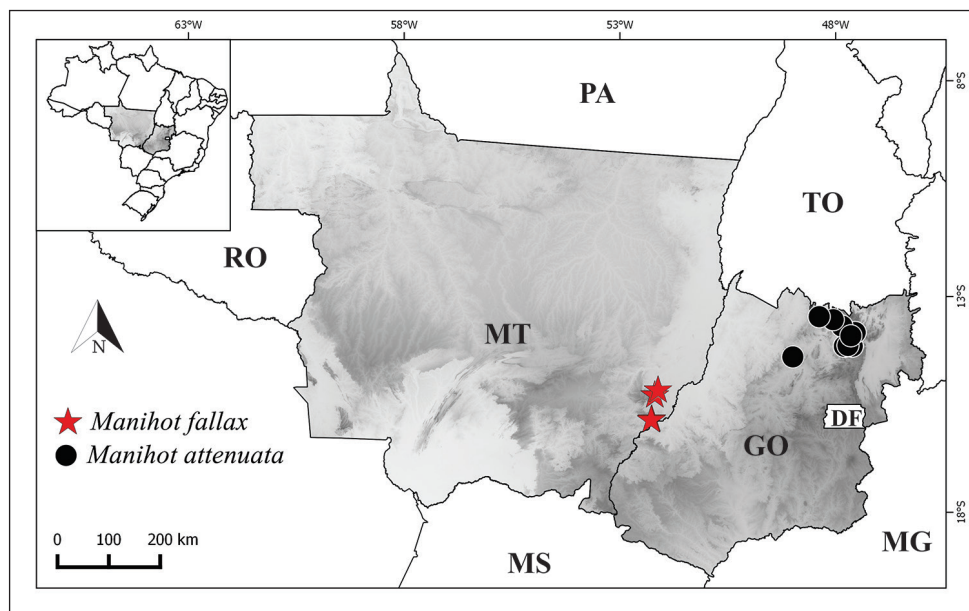 63°W 58°W 53°W 48°W
8°S
PA
TO
RO
13°S
MT
N
Manihot fallax
DF
GO
Manihot attenuata
18°S
0 100 200 km
MS
MG